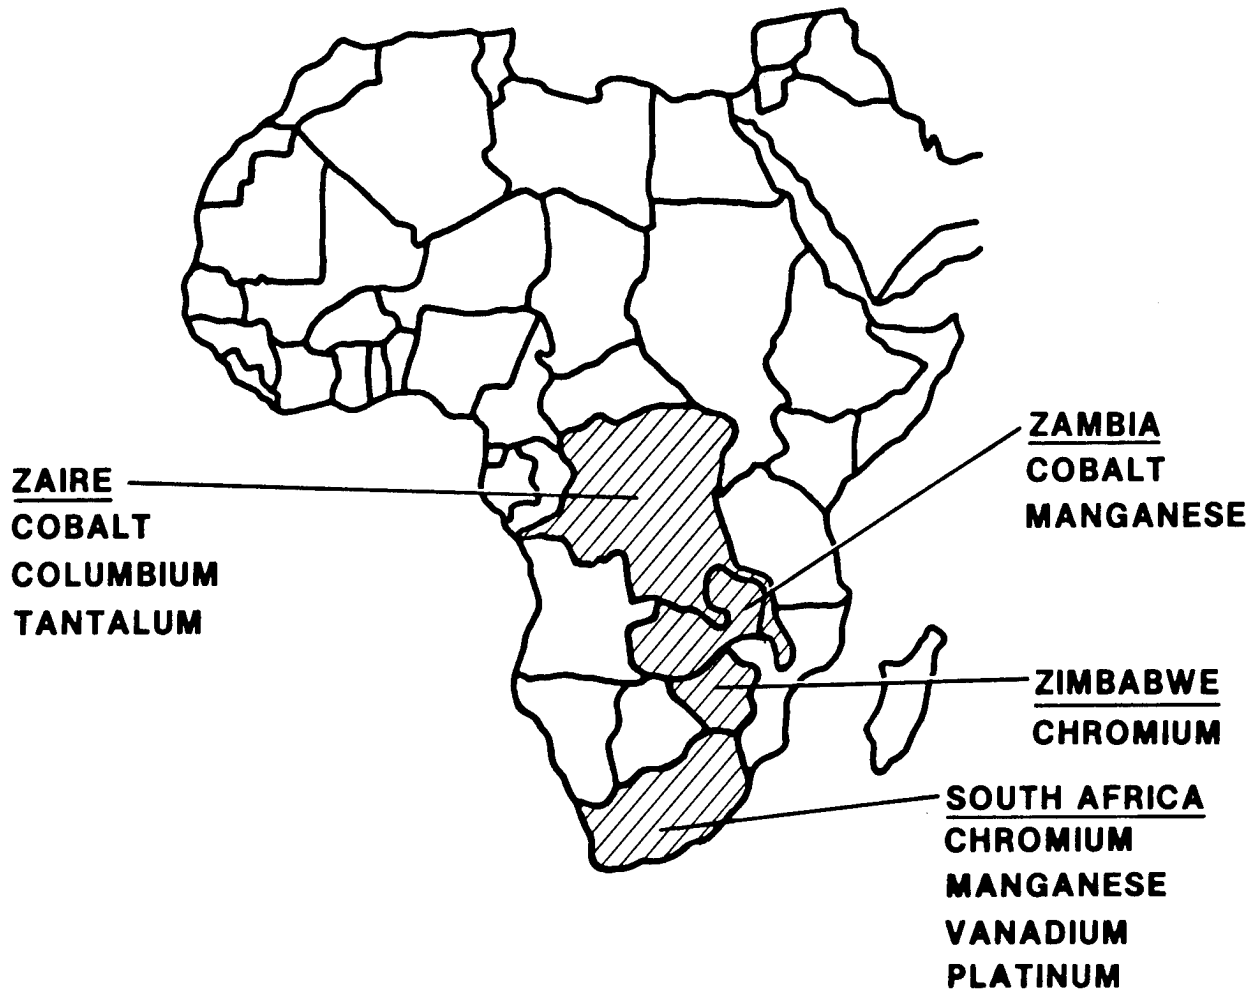 ZAIRE
COBALT
COLUMBIUM
TANTALUM
ZAMBIA
COBALT
MANGANESE
ZIMBABWE
CHROMIUM
SOUTH AFRICA
CHROMIUM
MANGANESE
VANADIUM
PLATINUM